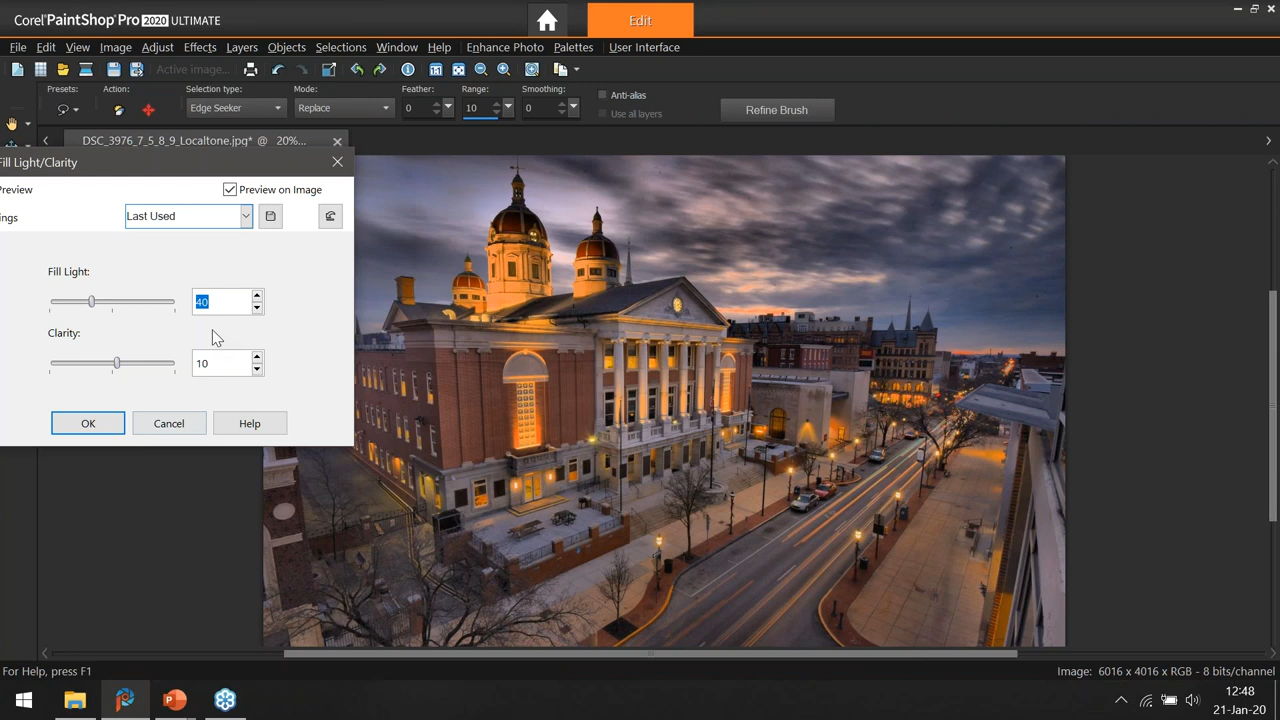 Corel PaintShop Pro 2020 ULTIMATE
Edit
File Edit View Image Adjust Effects Layers Objects Selections Window Help Enhance Photo Palettes User Interface
Active image...
Presets: Action: Selection type: Mode: Feather: Range: Smoothing:
Edge Seeker Replace 0 10 0
Anti-alias
Use all layers
Refine Brush
DSC_3976_7_5_8_9_Localtone.jpg* @ 20%...
Fill Light/Clarity
Preview
Preview on Image
ings
Last Used
Fill Light:
40
Clarity:
10
OK Cancel Help
For Help, press F1
Image: 6016 x 4016 x RGB - 8 bits/channel
12:48
21-Jan-20